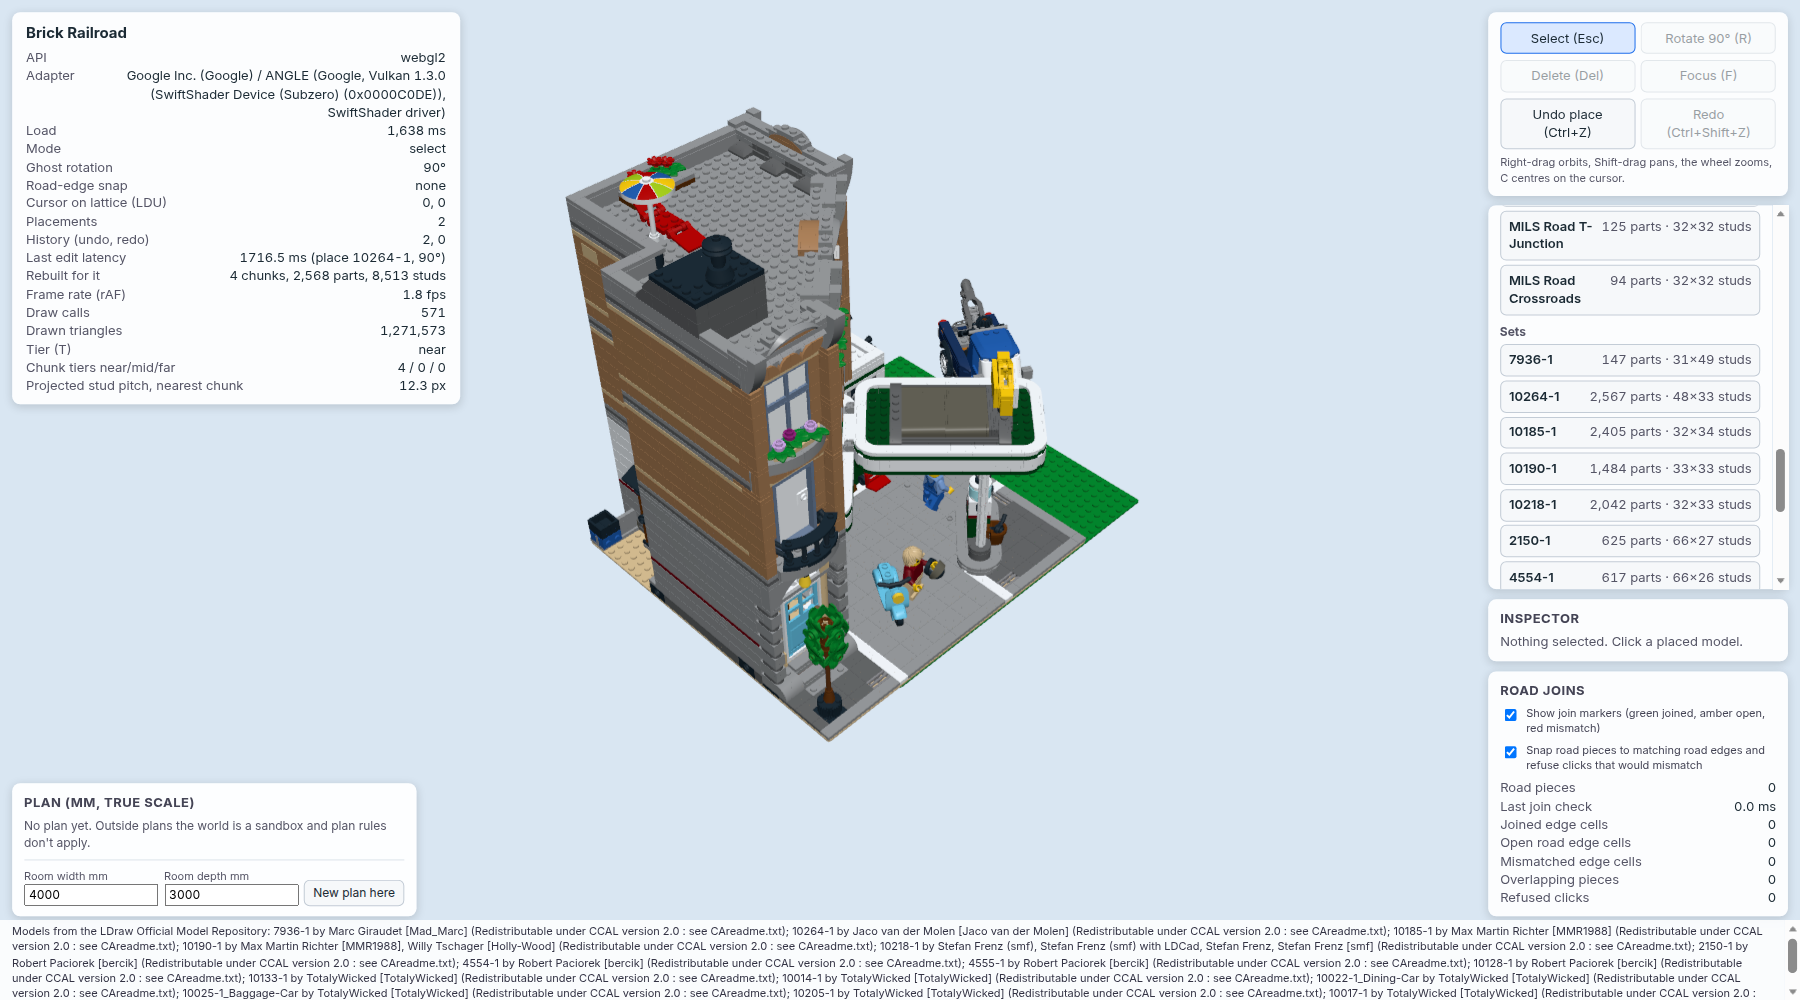 Brick Railroad
API webgl2
Adapter Google Inc. (Google) / ANGLE (Google, Vulkan 1.3.0
(SwiftShader Device (Subzero) (0x0000C0DE)),
SwiftShader driver)
Load 1,638 ms
Mode select
Ghost rotation 90°
Road-edge snap none
Cursor on lattice (LDU) 0, 0
Placements 2
History (undo, redo) 2, 0
Last edit latency 1716.5 ms (place 10264-1, 90°)
Rebuilt for it 4 chunks, 2,568 parts, 8,513 studs
Frame rate (rAF) 1.8 fps
Draw calls 571
Drawn triangles 1,271,573
Tier (T) near
Chunk tiers near/mid/far 4 / 0 / 0
Projected stud pitch, nearest chunk 12.3 px
Select (Esc)
Rotate 90° (R)
Delete (Del)
Focus (F)
Undo place
(Ctrl+Z)
Redo
(Ctrl+Shift+Z)
Right-drag orbits, Shift-drag pans, the wheel zooms,
C centres on the cursor.
MILS Road T- 125 parts · 32×32 studs
Junction
MILS Road 94 parts · 32×32 studs
Crossroads
Sets
7936-1 147 parts · 31×49 studs
10264-1 2,567 parts · 48×33 studs
10185-1 2,405 parts · 32×34 studs
10190-1 1,484 parts · 33×33 studs
10218-1 2,042 parts · 32×33 studs
2150-1 625 parts · 66×27 studs
4554-1 617 parts · 66×26 studs
INSPECTOR
Nothing selected. Click a placed model.
ROAD JOINS
Show join markers (green joined, amber open,
red mismatch)
Snap road pieces to matching road edges and
refuse clicks that would mismatch
Road pieces 0
Last join check 0.0 ms
Joined edge cells 0
Open road edge cells 0
Mismatched edge cells 0
Overlapping pieces 0
Refused clicks 0
PLAN (MM, TRUE SCALE)
No plan yet. Outside plans the world is a sandbox and plan rules
don't apply.
Room width mm Room depth mm
4000 3000 New plan here
Models from the LDraw Official Model Repository: 7936-1 by Marc Giraudet [Mad_Marc] (Redistributable under CCAL version 2.0 : see CAreadme.txt); 10264-1 by Jaco van der Molen [Jaco van der Molen] (Redistributable under CCAL version 2.0 : see CAreadme.txt); 10185-1 by Max Martin Richter [MMR1988] (Redistributable under CCAL
version 2.0 : see CAreadme.txt); 10190-1 by Max Martin Richter [MMR1988], Willy Tschager [Holly-Wood] (Redistributable under CCAL version 2.0 : see CAreadme.txt); 10218-1 by Stefan Frenz (smf), Stefan Frenz (smf) with LDCad, Stefan Frenz, Stefan Frenz [smf] (Redistributable under CCAL version 2.0 : see CAreadme.txt); 2150-1 by
Robert Paciorek [bercik] (Redistributable under CCAL version 2.0 : see CAreadme.txt); 4554-1 by Robert Paciorek [bercik] (Redistributable under CCAL version 2.0 : see CAreadme.txt); 4555-1 by Robert Paciorek [bercik] (Redistributable under CCAL version 2.0 : see CAreadme.txt); 10128-1 by Robert Paciorek [bercik] (Redistributable
under CCAL version 2.0 : see CAreadme.txt); 10133-1 by TotalyWicked [TotalyWicked] (Redistributable under CCAL version 2.0 : see CAreadme.txt); 10014-1 by TotalyWicked [TotalyWicked] (Redistributable under CCAL version 2.0 : see CAreadme.txt); 10022-1_Dining-Car by TotalyWicked [TotalyWicked] (Redistributable under CCAL
version 2.0 : see CAreadme.txt); 10025-1_Baggage-Car by TotalyWicked [TotalyWicked] (Redistributable under CCAL version 2.0 : see CAreadme.txt); 10205-1 by TotalyWicked [TotalyWicked] (Redistributable under CCAL version 2.0 : see CAreadme.txt); 10017-1 by TotalyWicked [TotalyWicked] (Redistributable under CCAL version 2.0 :